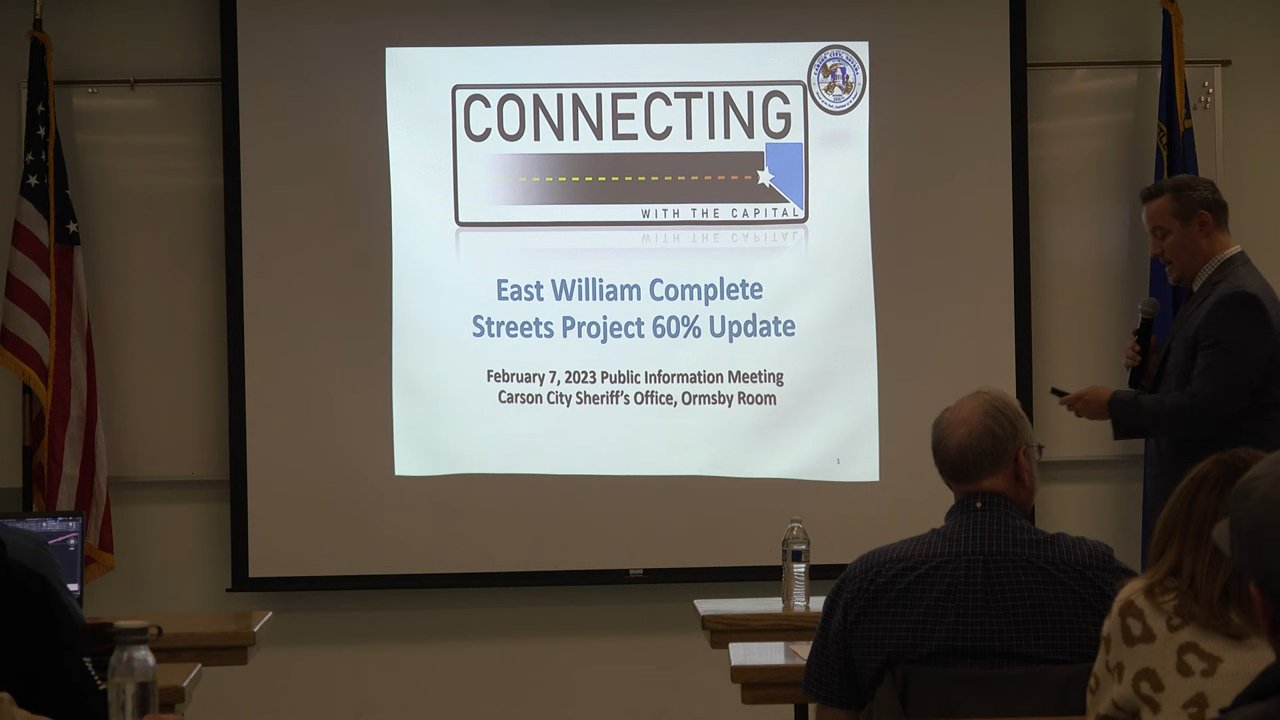 CONNECTING
WITH THE CAPITAL
East William Complete
Streets Project 60% Update
February 7, 2023 Public Information Meeting
Carson City Sheriff's Office, Ormsby Room
1